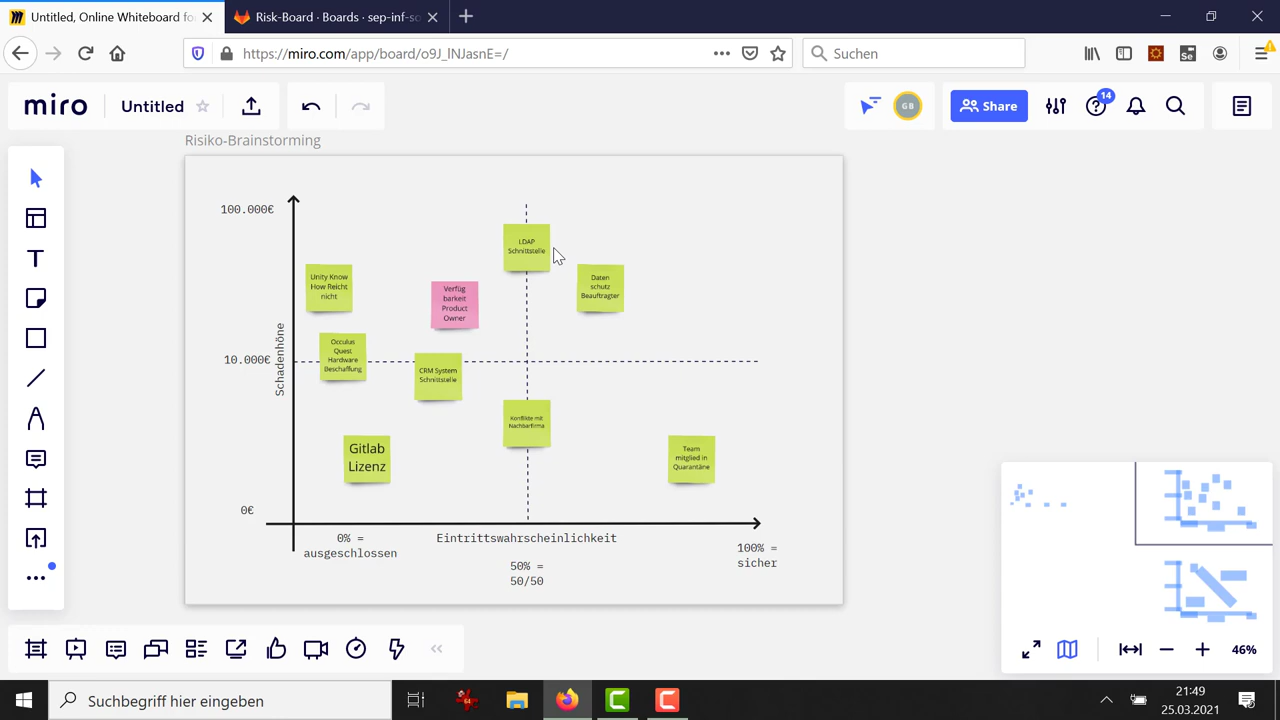 Untitled, Online Whiteboard fo
Risk-Board · Boards · sep-inf-so
https://miro.com/app/board/o9J_lNJasnE=/
Suchen
miro
Untitled
GB
Share
14
Risiko-Brainstorming
100.000€
LDAP
Schnittstelle
Unity Know
How Reicht
nicht
Verfüg
barkeit
Product
Owner
Daten
schutz
Beauftragter
Schadenhöne
10.000€
Occulus
Quest
Hardware
Beschaffung
CRM System
Schnittstelle
Konflikte mit
Nachbarfirma
Gitlab
Lizenz
Team
mitglied in
Quarantäne
0€
0% =
ausgeschlossen
Eintrittswahrscheinlichkeit
50% =
50/50
100% =
sicher
46%
Suchbegriff hier eingeben
21:49
25.03.2021